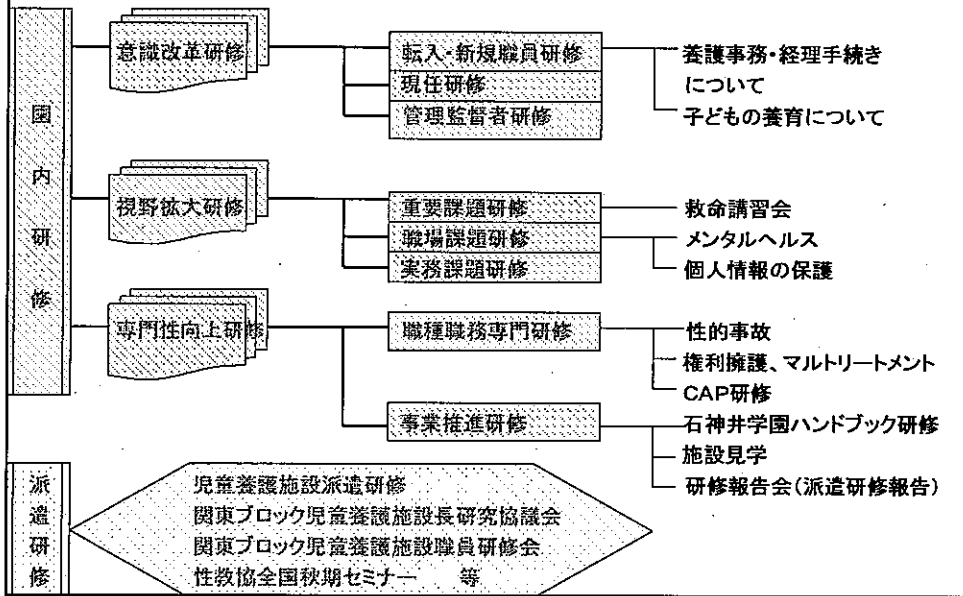 園内研修
意識改革研修
転入・新規職員研修
現任研修
管理監督者研修
養護事務・経理手続き
について
子どもの養育について
視野拡大研修
重要課題研修
職場課題研修
実務課題研修
救命講習会
メンタルヘルス
個人情報の保護
専門性向上研修
職種職務専門研修
性的事故
権利擁護、マルトリートメント
CAP研修
事業推進研修
石神井学園ハンドブック研修
施設見学
研修報告会(派遣研修報告)
派遣研修
児童養護施設派遣研修
関東ブロック児童養護施設長研究協議会
関東ブロック児童養護施設職員研修会
性教協全国秋期セミナー 等